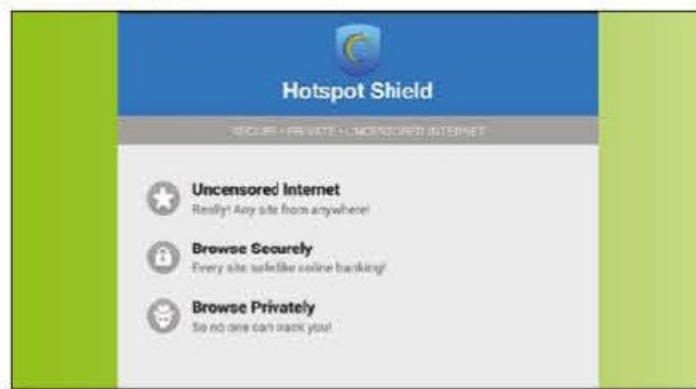 Hotspot Shield
SECURE • PRIVATE • UNCENSORED INTERNET
Uncensored Internet
Really! Any site from anywhere!
Browse Securely
Every site safe like online banking!
Browse Privately
So no one can track you!